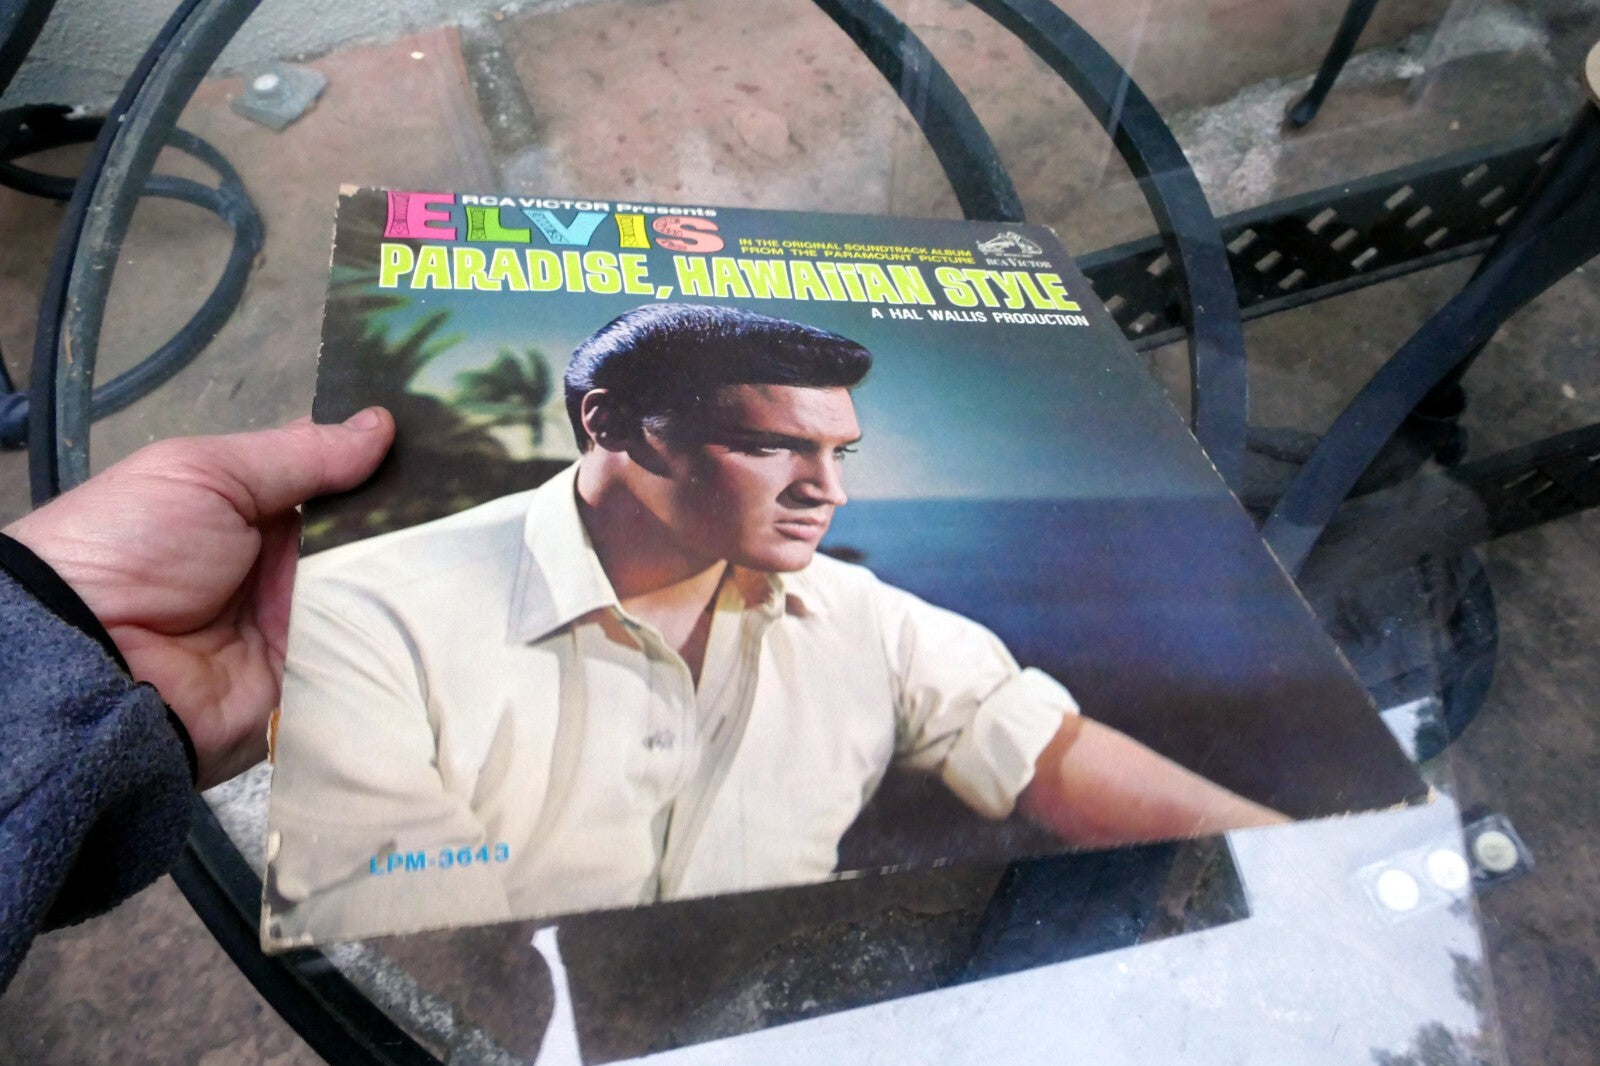 RCA VICTOR Presents
ELVIS
IN THE ORIGINAL SOUNDTRACK ALBUM
FROM THE PARAMOUNT PICTURE
RCA VICTOR
PARADISE, HAWAIIAN STYLE
A HAL WALLIS PRODUCTION
LPM-3643